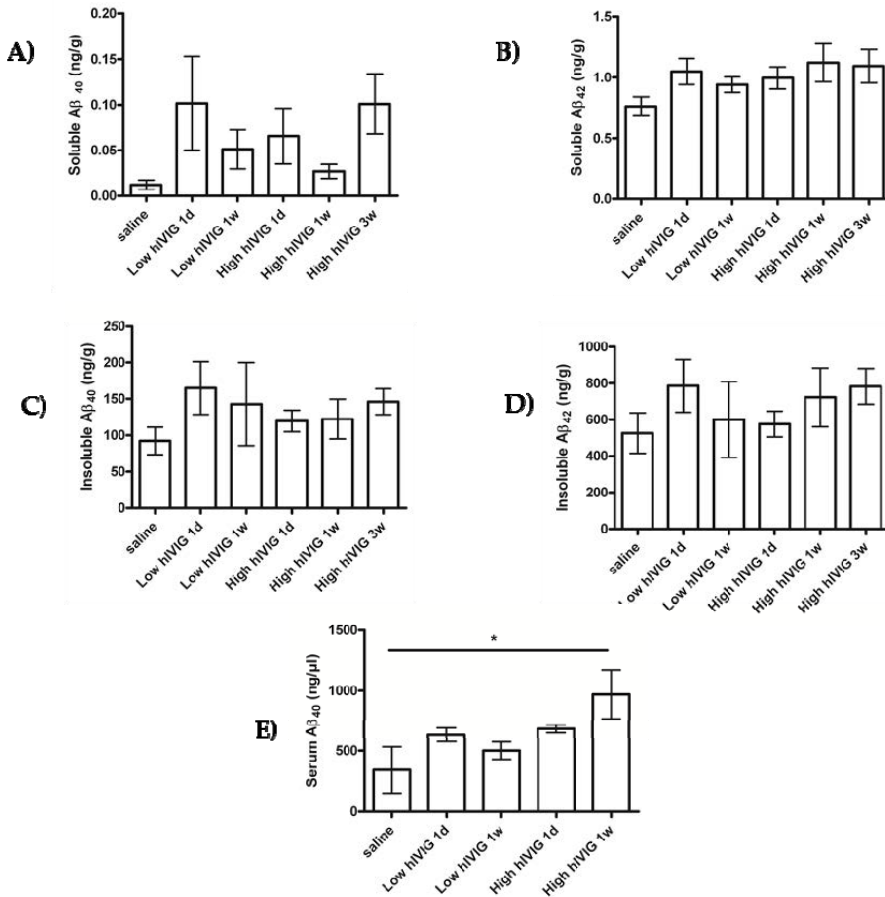 A)
Soluble Aβ 40 (ng/g)
0.20
0.15
0.10
0.05
0.00
saline
Low hIVIG 1d
Low hIVIG 1w
High hIVIG 1d
High hIVIG 1w
High hIVIG 3w
B)
Soluble Aβ42 (ng/g)
1.5
1.0
0.5
0.0
saline
Low hIVIG 1d
Low hIVIG 1w
High hIVIG 1d
High hIVIG 1w
High hIVIG 3w
C)
Insoluble Aβ40 (ng/g)
250
200
150
100
50
0
saline
Low hIVIG 1d
Low hIVIG 1w
High hIVIG 1d
High hIVIG 1w
High hIVIG 3w
D)
Insoluble Aβ42 (ng/g)
1000
800
600
400
200
0
saline
Low hIVIG 1d
Low hIVIG 1w
High hIVIG 1d
High hIVIG 1w
High hIVIG 3w
E)
Serum Aβ40 (ng/µl)
1500
1000
500
0
*
saline
Low hIVIG 1d
Low hIVIG 1w
High hIVIG 1d
High hIVIG 1w